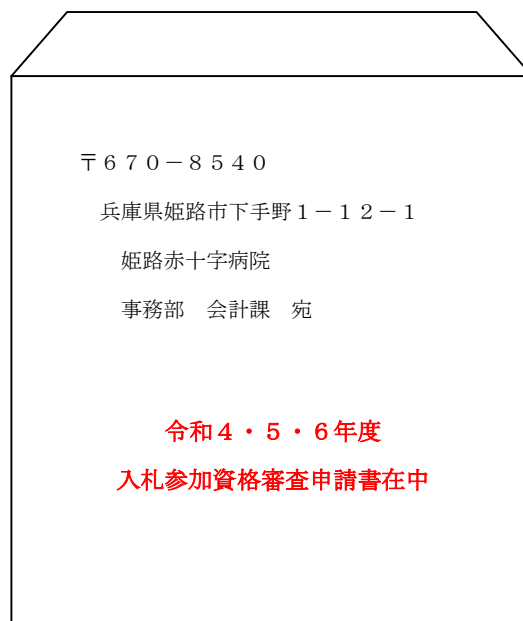 〒６７０－８５４０
兵庫県姫路市下手野１－１２－１
姫路赤十字病院
事務部　会計課　宛
令和４・５・６年度
入札参加資格審査申請書在中